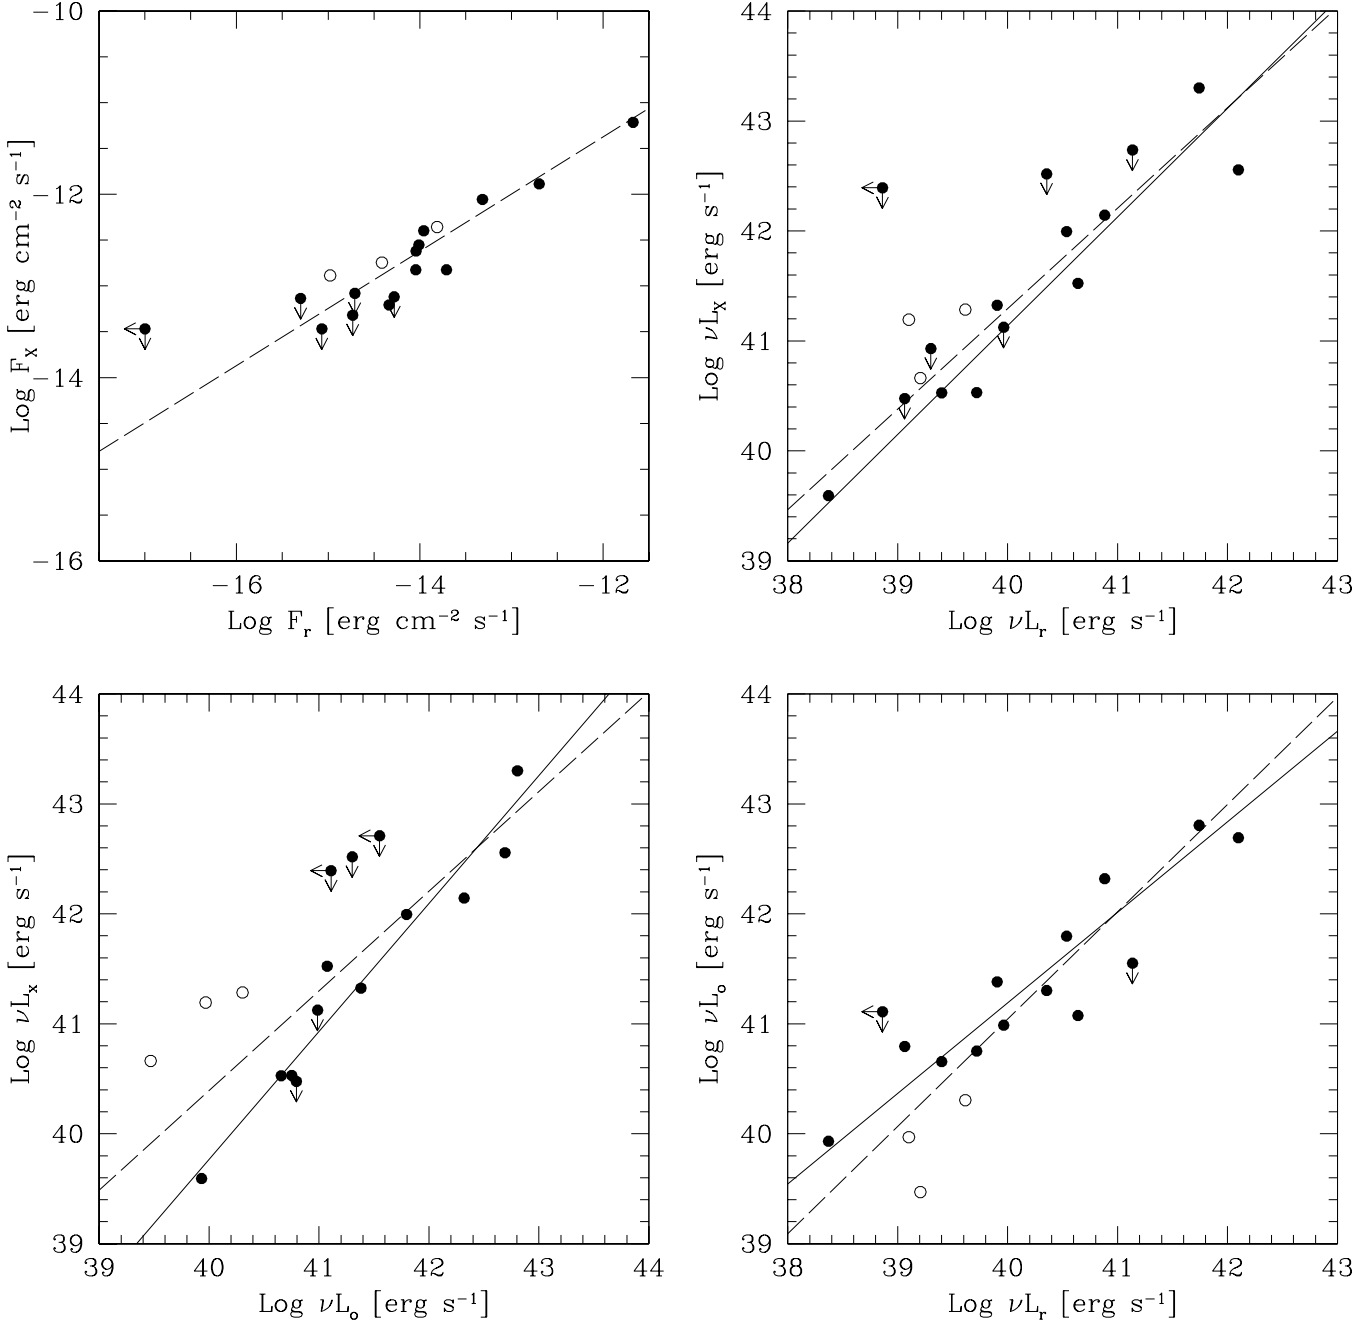 −10
−12
−14
−16
Log F_X [erg cm⁻² s⁻¹]
−16 −14 −12
Log F_r [erg cm⁻² s⁻¹]
44
43
42
41
40
39
Log νL_X [erg s⁻¹]
38 39 40 41 42 43
Log νL_r [erg s⁻¹]
44
43
42
41
40
39
Log νL_x [erg s⁻¹]
39 40 41 42 43 44
Log νL_o [erg s⁻¹]
44
43
42
41
40
39
Log νL_o [erg s⁻¹]
38 39 40 41 42 43
Log νL_r [erg s⁻¹]